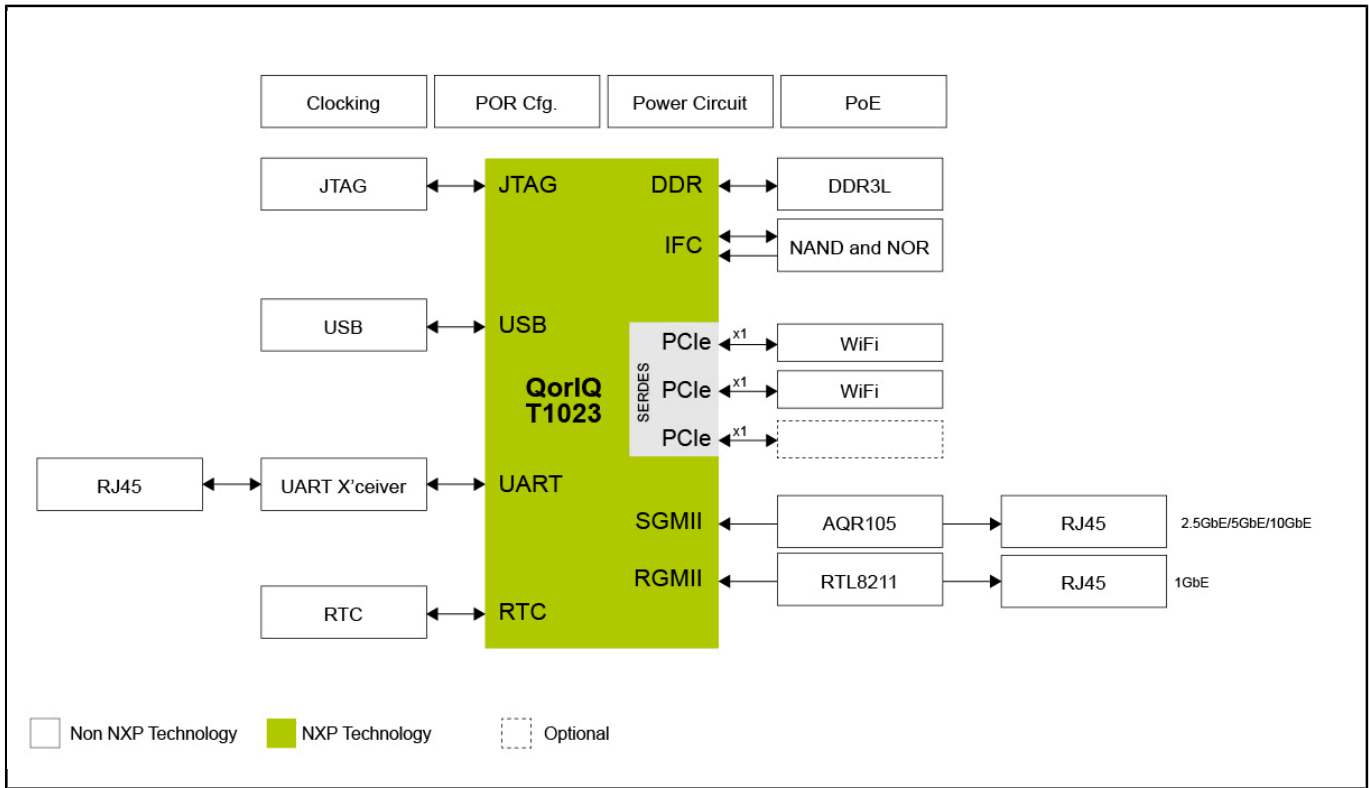 Clocking
POR Cfg.
Power Circuit
PoE
JTAG
JTAG
DDR
DDR3L
IFC
NAND and NOR
USB
USB
PCIe
x1
WiFi
QorIQ
T1023
SERDES
PCIe
x1
WiFi
PCIe
x1
RJ45
UART X'ceiver
UART
SGMII
AQR105
RJ45
2.5GbE/5GbE/10GbE
RGMII
RTL8211
RJ45
1GbE
RTC
RTC
Non NXP Technology
NXP Technology
Optional